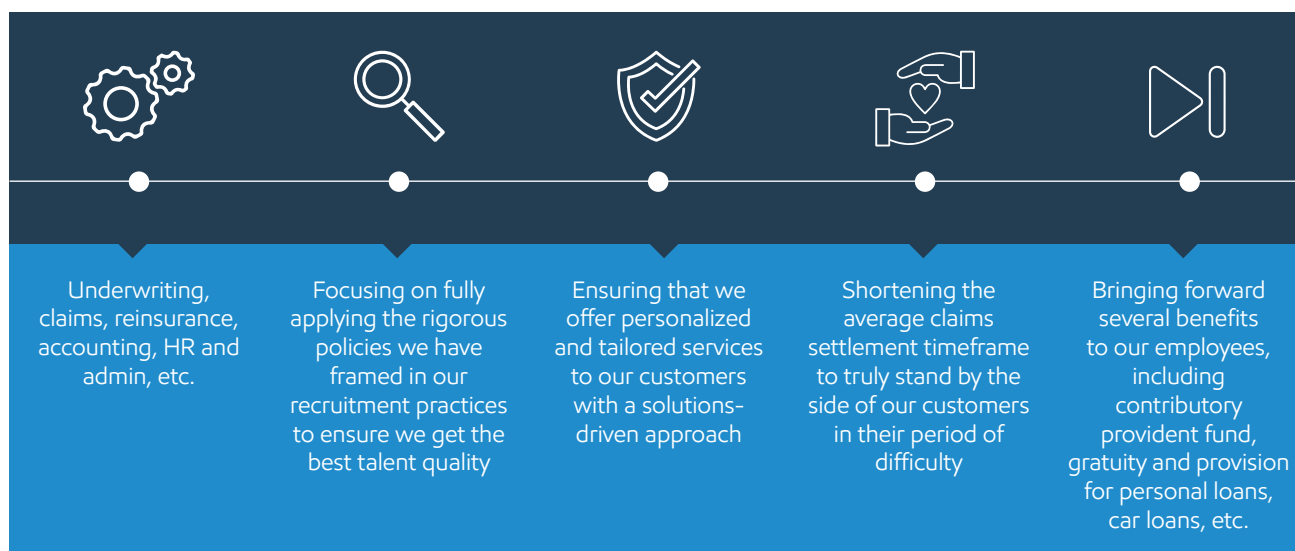 Underwriting,
claims, reinsurance,
accounting, HR and
admin, etc.
Focusing on fully
applying the rigorous
policies we have
framed in our
recruitment practices
to ensure we get the
best talent quality
Ensuring that we
offer personalized
and tailored services
to our customers
with a solutions-
driven approach
Shortening the
average claims
settlement timeframe
to truly stand by the
side of our customers
in their period of
difficulty
Bringing forward
several benefits
to our employees,
including
contributory
provident fund,
gratuity and provision
for personal loans,
car loans, etc.